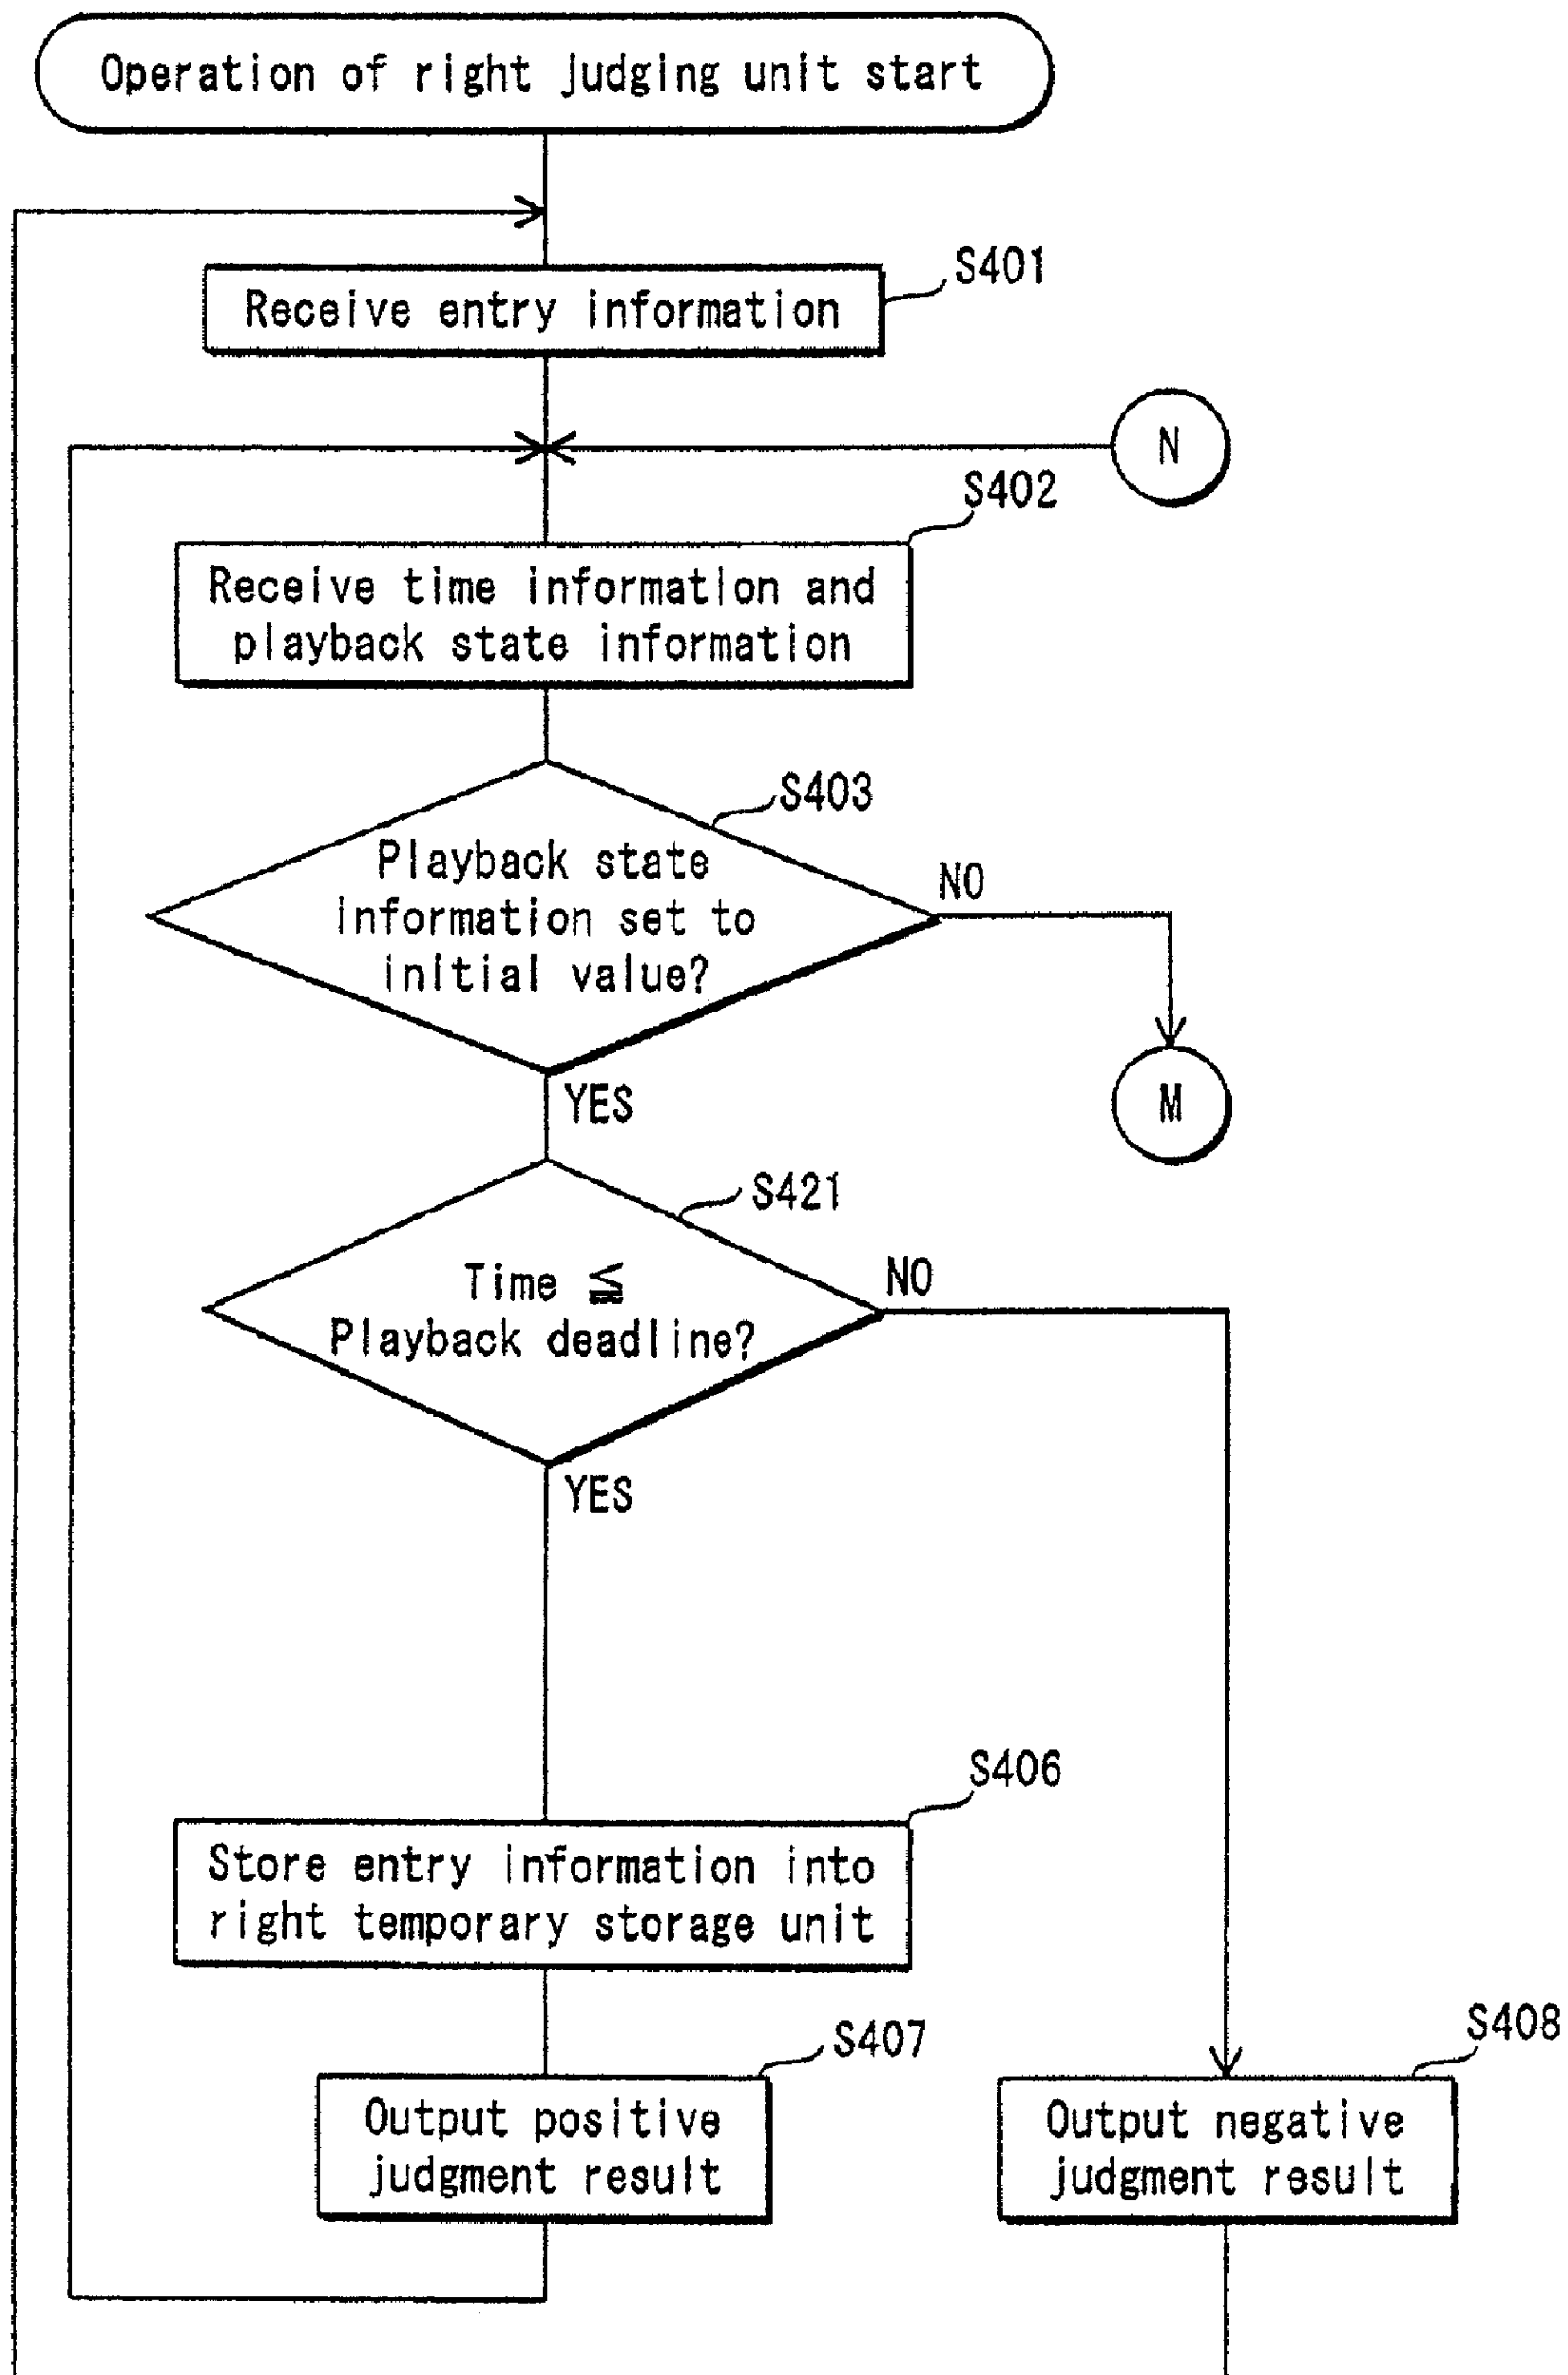 Operation of right judging unit start
S401
Receive entry information
N
S402
Receive time information and
playback state information
S403
Playback state
information set to
initial value?
NO
M
YES
S421
Time ≦
Playback deadline?
NO
YES
S406
Store entry information into
right temporary storage unit
S407
Output positive
judgment result
S408
Output negative
judgment result